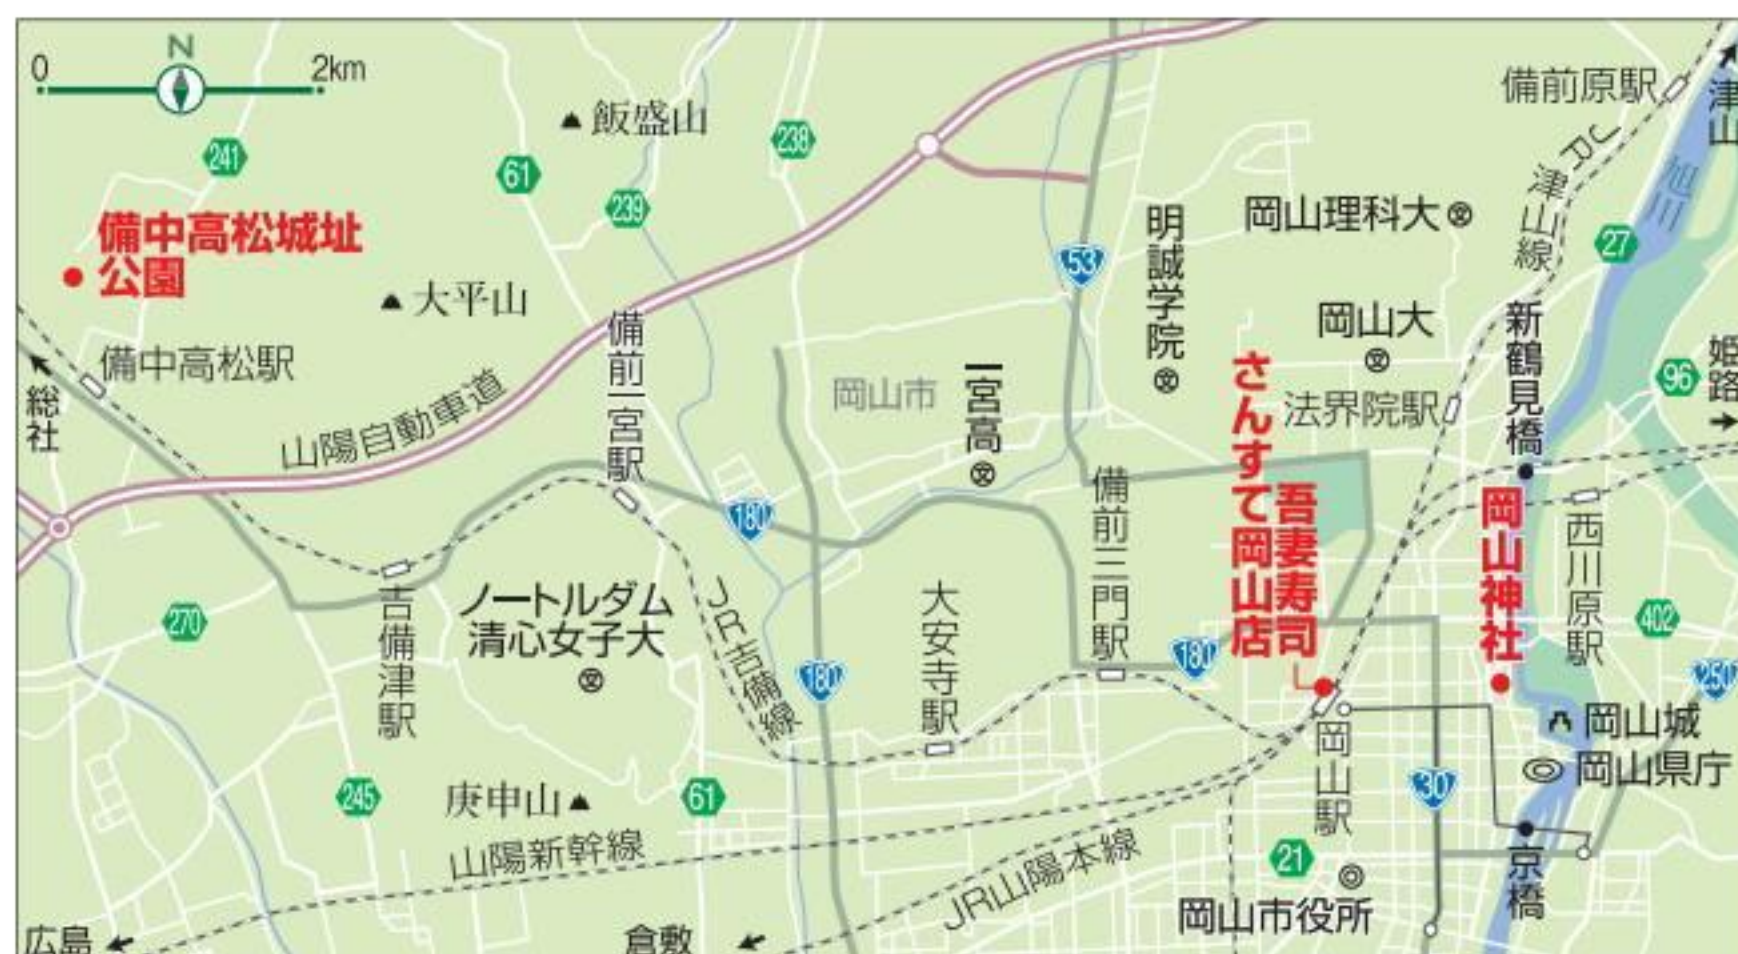 N
0
2km
241
61
飯盛山
239
238
備前原駅
津山
JR津山線
旭川
備中高松城址
公園
大平山
53
明誠学院
岡山理科大
27
岡山大
新鶴見橋
姫路
96
備中高松駅
総社
山陽自動車道
備前一宮駅
岡山市
一宮高
法界院駅
さんすて岡山店
吾妻寿司
180
備前三門駅
岡山神社
西川原駅
270
吉備津駅
ノートルダム
清心女子大
JR吉備線
180
大安寺駅
180
402
250
岡山城
岡山県庁
245
庚申山
61
岡山駅
30
山陽新幹線
JR山陽本線
21
京橋
岡山市役所
広島
倉敷